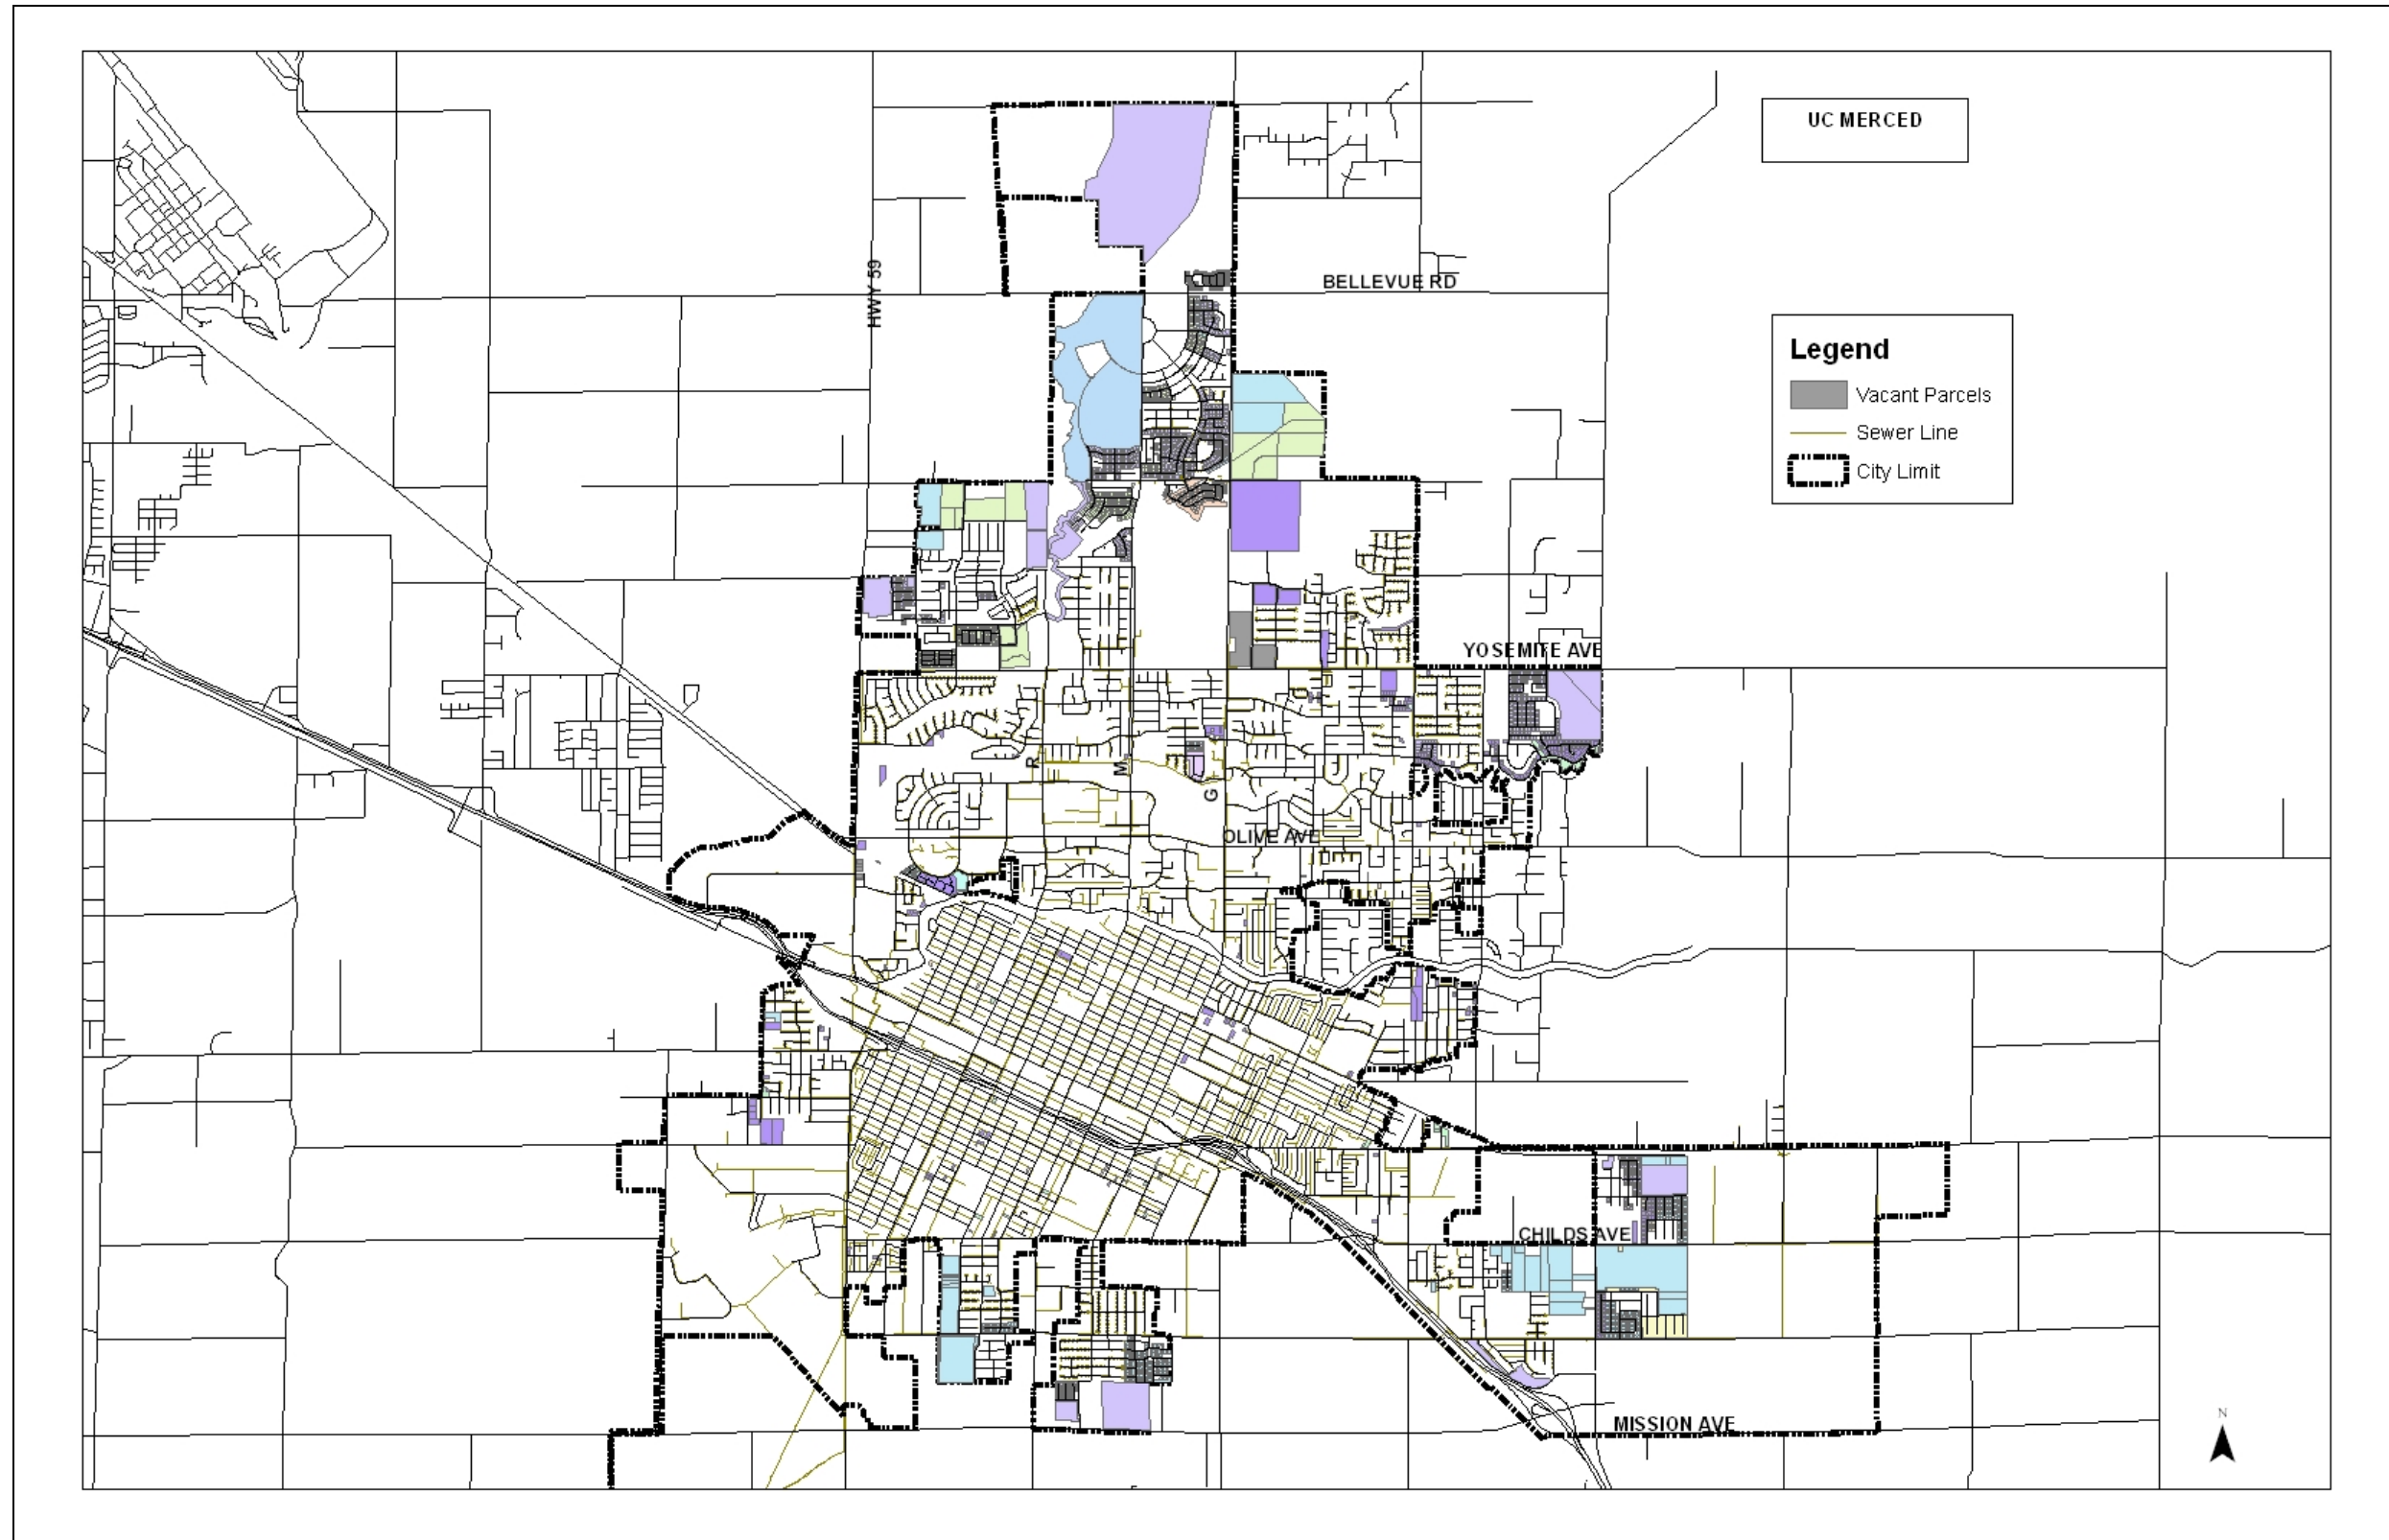 UC MERCED
HWY 59
BELLEVUE RD
Legend
Vacant Parcels
Sewer Line
City Limit
YOSEMITE AVE
R
M
G
OLIVE AVE
CHILDS AVE
MISSION AVE
N